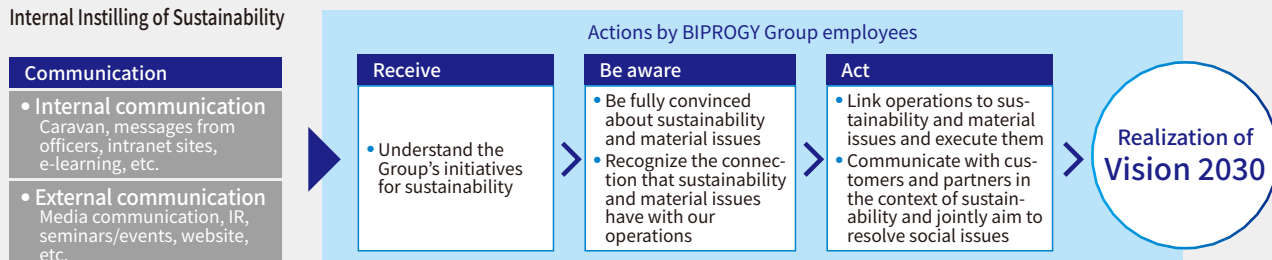 Internal Instilling of Sustainability
Communication
• Internal communication
Caravan, messages from
officers, intranet sites,
e-learning, etc.
• External communication
Media communication, IR,
seminars/events, website,
etc.
Actions by BIPROGY Group employees
Receive
• Understand the
Group's initiatives
for sustainability
Be aware
• Be fully convinced
about sustainability
and material issues
• Recognize the connec-
tion that sustainability
and material issues
have with our
operations
Act
• Link operations to sus-
tainability and material
issues and execute them
• Communicate with cus-
tomers and partners in
the context of sustain-
ability and jointly aim to
resolve social issues
Realization of
Vision 2030